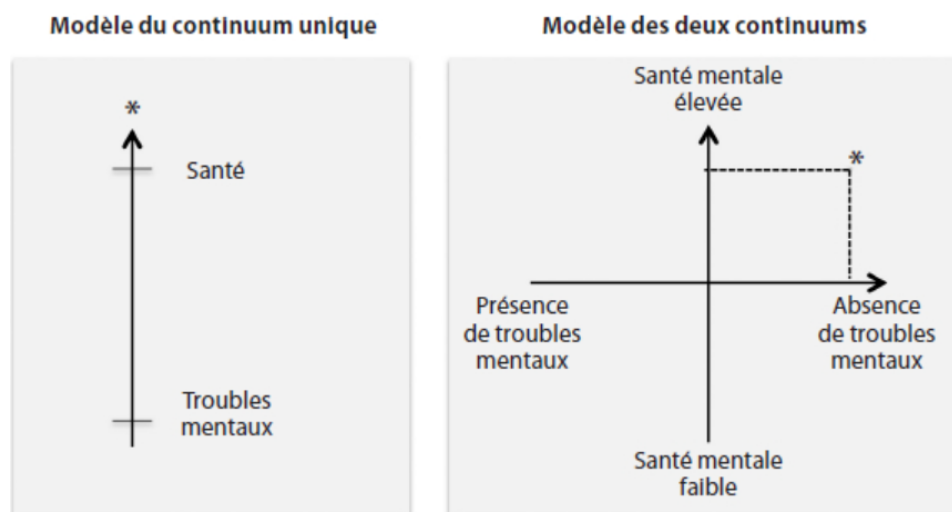 Modèle du continuum unique
*
Santé
Troubles
mentaux
Modèle des deux continuums
Santé mentale
élevée
*
Présence
de troubles
mentaux
Absence
de troubles
mentaux
Santé mentale
faible